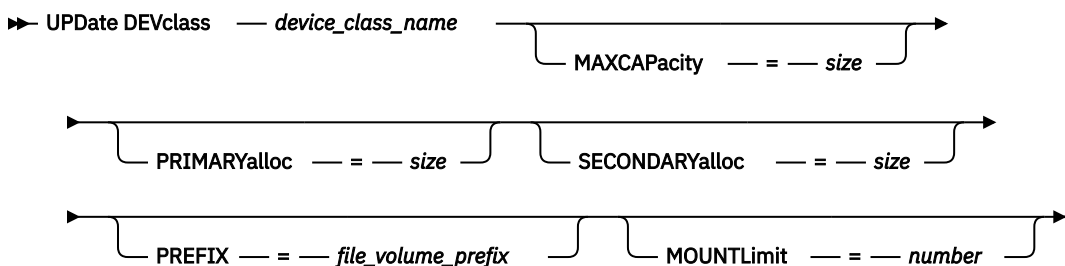 UPDate DEVclass device_class_name
MAXCAPacity = size
PRIMARYalloc = size SECONDARYalloc = size
PREFIX = file_volume_prefix MOUNTLimit = number